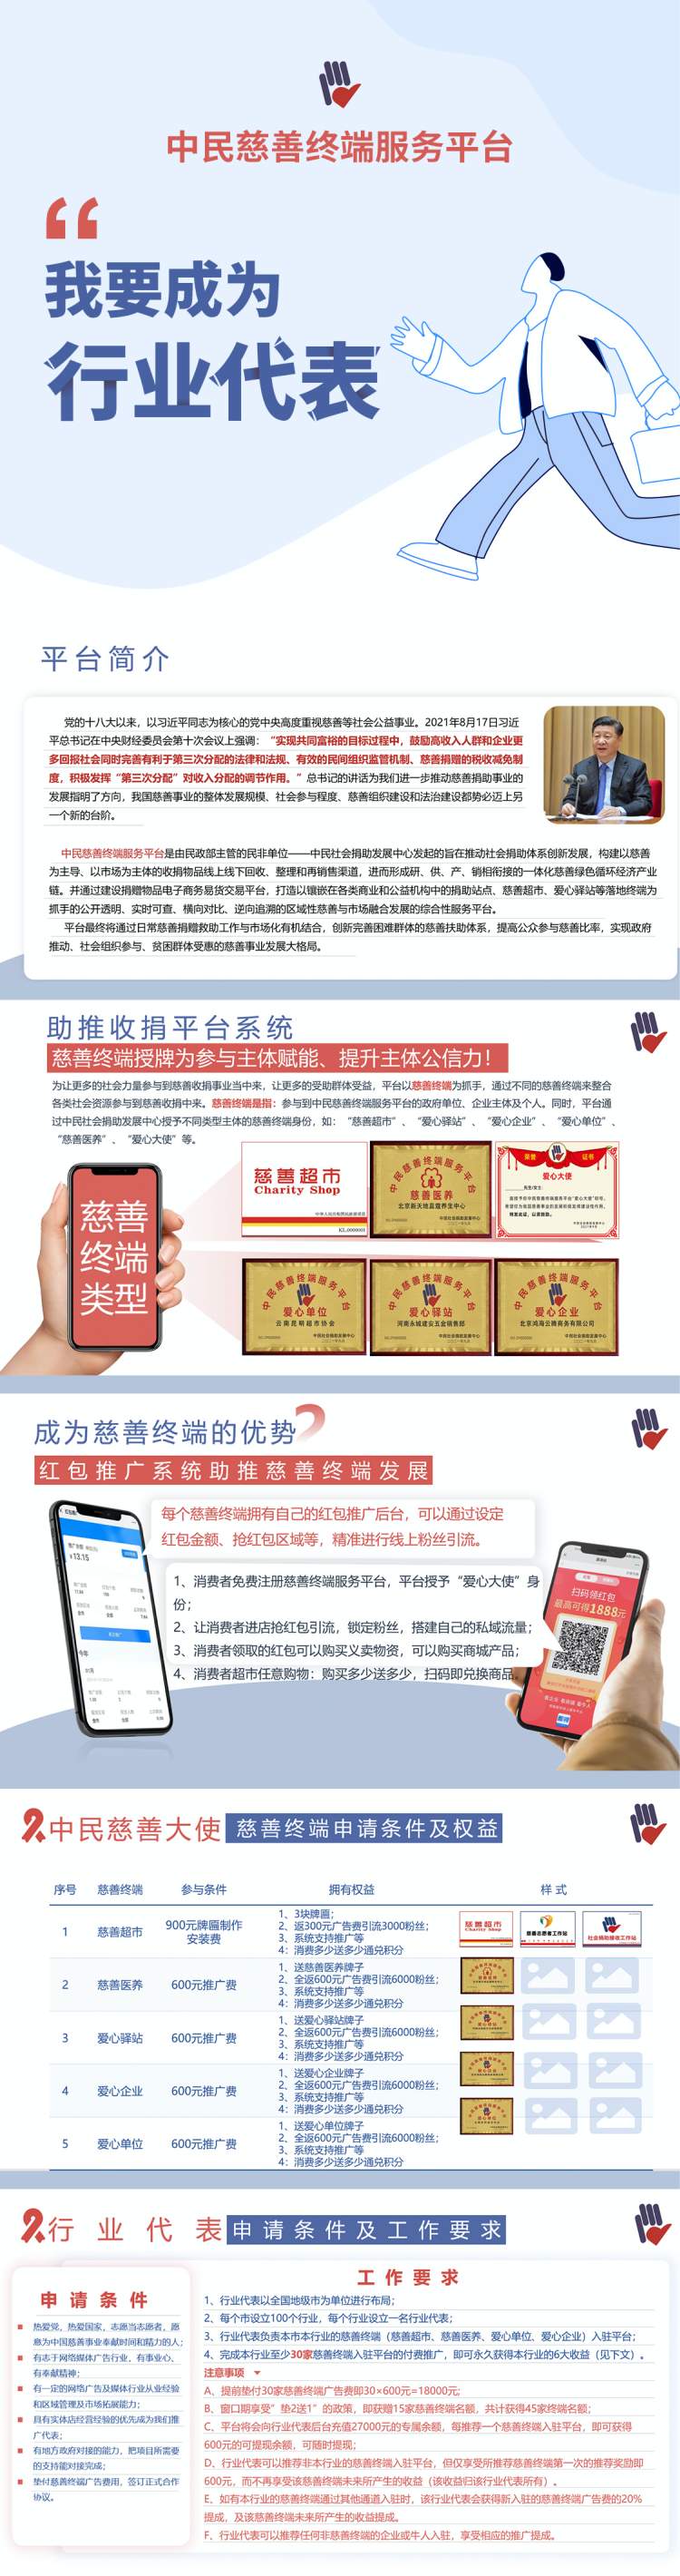 中民慈善终端服务平台
我要成为
行业代表
平台简介
党的十八大以来，以习近平同志为核心的党中央高度重视慈善等社会公益事业。2021年8月17日习近
平总书记在中央财经委员会第十次会议上强调：“实现共同富裕的目标过程中，鼓励高收入人群和企业更
多回报社会同时完善有利于第三次分配的法律和法规、有效的民间组织监管机制、慈善捐赠的税收减免制
度，积极发挥“第三次分配”对收入分配的调节作用。”总书记的讲话为我们进一步推动慈善捐助事业的
发展指明了方向，我国慈善事业的整体发展规模、社会参与程度、慈善组织建设和法治建设都势必迈上另
一个新的台阶。
中民慈善终端服务平台是由民政部主管的民非单位——中民社会捐助发展中心发起的旨在推动社会捐助体系创新发展，构建以慈善
为主导、以市场为主体的收捐物品线上线下回收、整理和再销售渠道，进而形成研、供、产、销相衔接的一体化慈善绿色循环经济产业
链。并通过建设捐赠物品电子商务易货交易平台，打造以镶嵌在各类商业和公益机构中的捐助站点、慈善超市、爱心驿站等落地终端为
抓手的公开透明、实时可查、横向对比、逆向追溯的区域性慈善与市场融合发展的综合性服务平台。
平台最终将通过日常慈善捐赠救助工作与市场化有机结合，创新完善困难群体的慈善扶助体系，提高公众参与慈善比率，实现政府
推动、社会组织参与、贫困群体受惠的慈善事业发展大格局。
助推收捐平台系统
慈善终端授牌为参与主体赋能、提升主体公信力！
为让更多的社会力量参与到慈善收捐事业当中来，让更多的受助群体受益，平台以慈善终端为抓手，通过不同的慈善终端来整合
各类社会资源参与到慈善收捐中来。慈善终端是指：参与到中民慈善终端服务平台的政府单位、企业主体及个人。同时，平台通
过中民社会捐助发展中心授予不同类型主体的慈善终端身份，如：“慈善超市”、“爱心驿站”、“爱心企业”、“爱心单位”、
“慈善医养”、“爱心大使”等。
慈善
终端
类型
慈善超市
Charity Shop
中民慈善终端服务平台
慈善医养
北京新天地益蕴养生中心
荣誉 证书
爱心大使
中民慈善终端服务平台
爱心单位
云南昆明超市协会
中民慈善终端服务平台
爱心驿站
河南永城建安五金销售部
中民慈善终端服务平台
爱心企业
北京鸿海云腾商务有限公司
成为慈善终端的优势
红包推广系统助推慈善终端发展
每个慈善终端拥有自己的红包推广后台，可以通过设定
红包金额、抢红包区域等，精准进行线上粉丝引流。
1、消费者免费注册慈善终端服务平台，平台授予“爱心大使”身
份；
2、让消费者进店抢红包引流，锁定粉丝，搭建自己的私域流量；
3、消费者领取的红包可以购买义卖物资，可以购买商城产品；
4、消费者超市任意购物：购买多少送多少，扫码即兑换商品。
¥13.15
扫码领红包
最高可得1888元
中民慈善大使 慈善终端申请条件及权益
序号 慈善终端 参与条件 拥有权益 样式
1 慈善超市 900元牌匾制作
安装费
1、3块牌匾；
2、返300元广告费引流3000粉丝；
3、系统支持推广等
4：消费多少送多少通兑积分
慈善超市
Charity Shop
慈善志愿者工作站
社会捐助接收工作站
2 慈善医养 600元推广费
1、送慈善医养牌子
2、全返600元广告费引流6000粉丝；
3、系统支持推广等
4：消费多少送多少通兑积分
3 爱心驿站 600元推广费
1、送爱心驿站牌子
2、全返600元广告费引流6000粉丝；
3、系统支持推广等
4：消费多少送多少通兑积分
4 爱心企业 600元推广费
1、送爱心企业牌子
2、全返600元广告费引流6000粉丝；
3、系统支持推广等
4：消费多少送多少通兑积分
5 爱心单位 600元推广费
1、送爱心单位牌子
2、全返600元广告费引流6000粉丝；
3、系统支持推广等
4：消费多少送多少通兑积分
行业代表 申请条件及工作要求
申请条件
热爱党，热爱国家，志愿当志愿者，愿
意为中国慈善事业奉献时间和精力的人；
有志于网络媒体广告行业，有事业心、
有奉献精神；
有一定的网络广告及媒体行业从业经验
和区域管理及市场拓展能力；
具有实体店经营经验的优先成为我们推
广代表；
有地方政府对接的能力，把项目所需要
的支持能对接完成；
垫付慈善终端广告费用，签订正式合作
协议。
工作要求
1、行业代表以全国地级市为单位进行布局；
2、每个市设立100个行业，每个行业设立一名行业代表；
3、行业代表负责本市本行业的慈善终端（慈善超市、慈善医养、爱心单位、爱心企业）入驻平台；
4、完成本行业至少30家慈善终端入驻平台的付费推广，即可永久获得本行业的6大收益（见下文）。
注意事项
A、提前垫付30家慈善终端广告费即30×600元=18000元；
B、窗口期享受”垫2送1”的政策，即获赠15家慈善终端名额，共计获得45家终端名额；
C、平台将会向行业代表后台充值27000元的专属余额，每推荐一个慈善终端入驻平台，即可获得
600元的可提现余额，可随时提现；
D、行业代表可以推荐非本行业的慈善终端入驻平台，但仅享受所推荐慈善终端第一次的推荐奖励即
600元，而不再享受该慈善终端未来所产生的收益（该收益归该行业代表所有）。
E、如有本行业的慈善终端通过其他通道入驻时，该行业代表会获得新入驻的慈善终端广告费的20%
提成，及该慈善终端未来所产生的收益提成。
F、行业代表可以推荐任何非慈善终端的企业或牛人入驻，享受相应的推广提成。